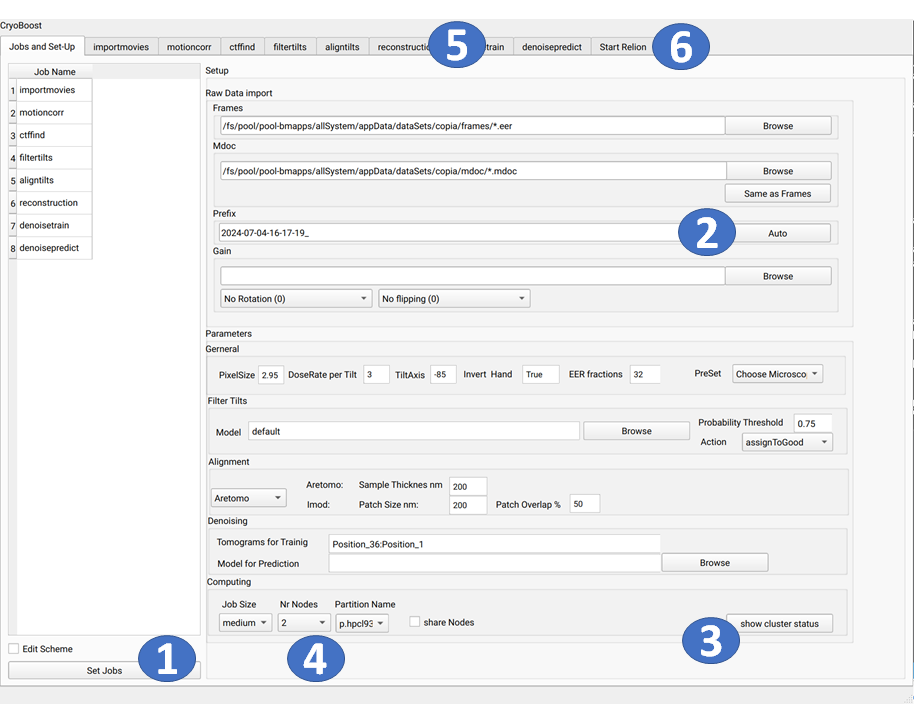 CryoBoost
Jobs and Set-Up importmovies motioncorr ctffind filtertilts aligntilts reconstructio 5 train denoisepredict Start Relion 6
Job Name
1 importmovies
2 motioncorr
3 ctffind
4 filtertilts
5 aligntilts
6 reconstruction
7 denoisetrain
8 denoisepredict
Edit Scheme
Set Jobs 1
Setup
Raw Data import
Frames
/fs/pool/pool-bmapps/allSystem/appData/dataSets/copia/frames/*.eer Browse
Mdoc
/fs/pool/pool-bmapps/allSystem/appData/dataSets/copia/mdoc/*.mdoc Browse
Same as Frames
Prefix
2024-07-04-16-17-19_ 2 Auto
Gain
Browse
No Rotation (0) No flipping (0)
Parameters
Gerneral
PixelSize 2.95 DoseRate per Tilt 3 TiltAxis -85 Invert Hand True EER fractions 32 PreSet Choose Microsco
Filter Tilts
Model default Browse Probability Threshold 0.75
Action assignToGood
Alignment
Aretomo Aretomo: Sample Thicknes nm 200
Imod: Patch Size nm: 200 Patch Overlap % 50
Denoising
Tomograms for Trainig Position_36:Position_1
Model for Prediction Browse
Computing
Job Size Nr Nodes Partition Name
medium 2 p.hpcl93 share Nodes 3 show cluster status
4